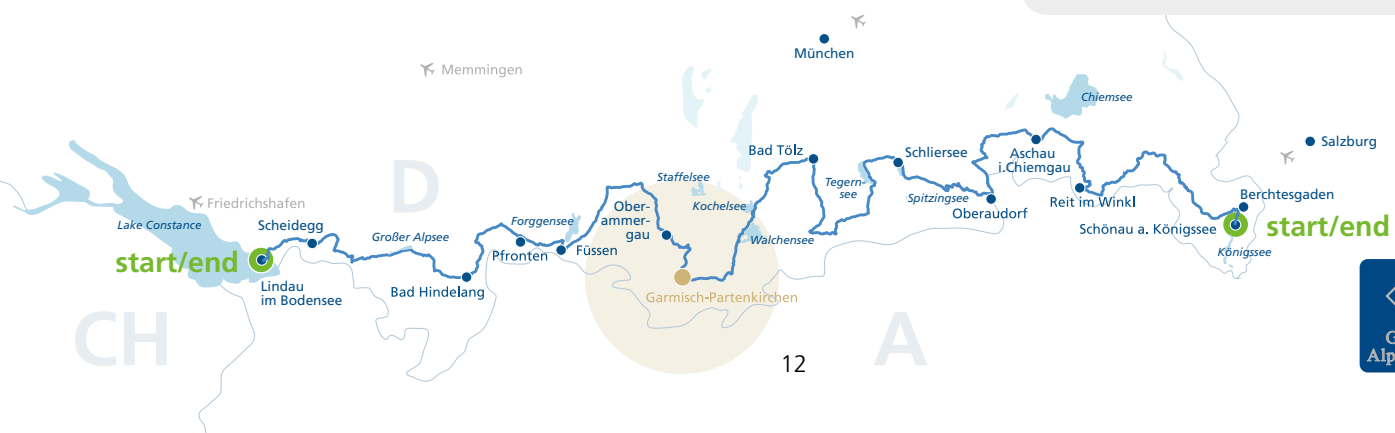 München
Memmingen
Chiemsee
Salzburg
Bad Tölz
Schliersee
Aschau
i.Chiemgau
D
Staffelsee
Tegern-
see
Friedrichshafen
Kochelsee
Spitzingsee
Oberaudorf
Reit im Winkl
Berchtesgaden
Lake Constance
Scheidegg
Forggensee
Ober-
ammer-
gau
Großer Alpsee
Walchensee
Schönau a. Königssee
start/end
Pfronten
Füssen
Königssee
start/end
Lindau
im Bodensee
Bad Hindelang
Garmisch-Partenkirchen
CH
A
12
G
Alp